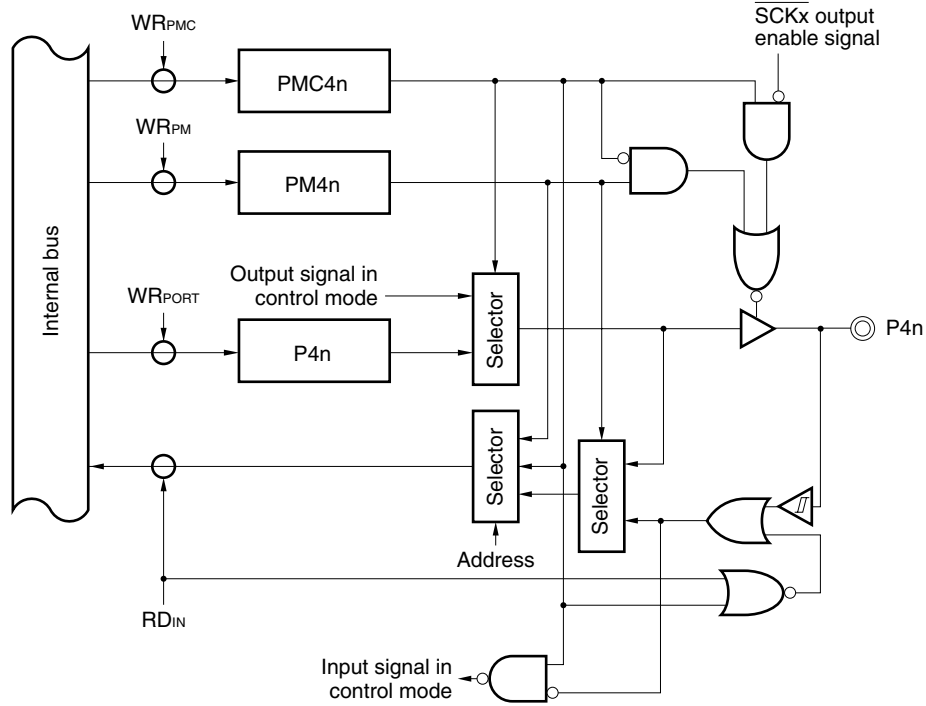 WRPMC
SCKx output
enable signal
PMC4n
WRPM
PM4n
Internal bus
Output signal in
control mode
WRPORT
Selector
P4n
P4n
Selector
Selector
Address
RDIN
Input signal in
control mode